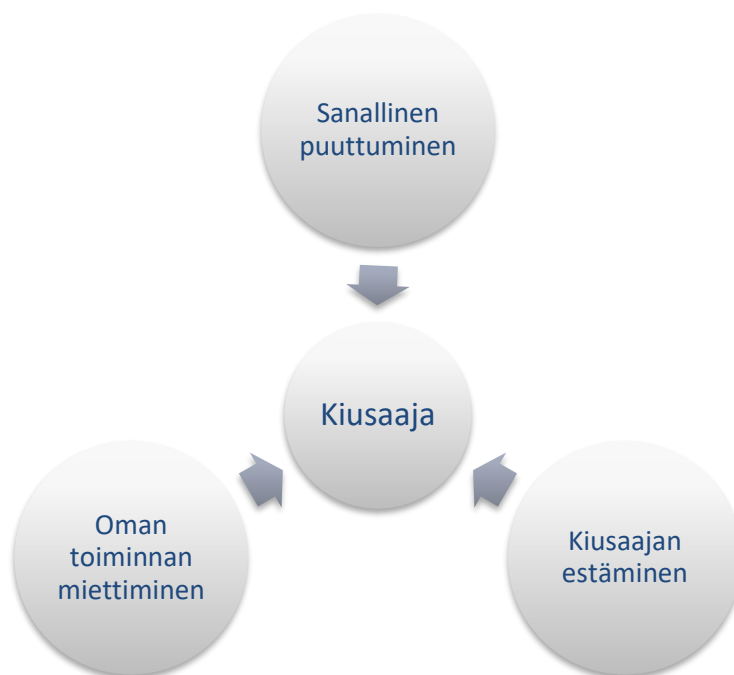 Sanallinen
puuttuminen
Kiusaaja
Oman
toiminnan
miettiminen
Kiusaajan
estäminen